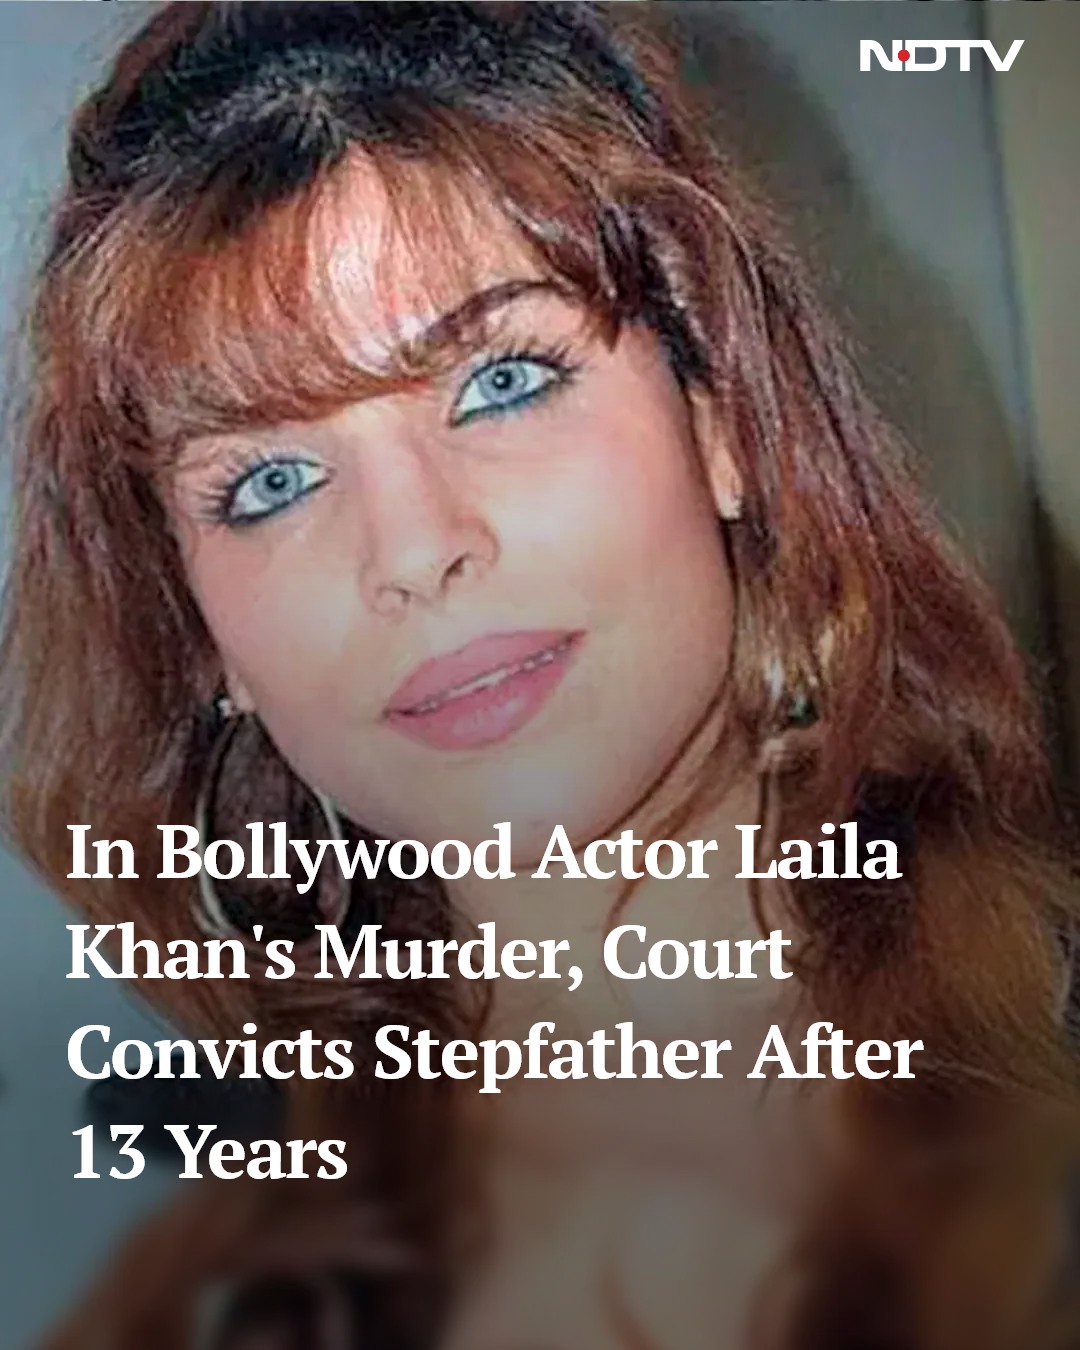 NDTV
In Bollywood Actor Laila
Khan's Murder, Court
Convicts Stepfather After
13 Years